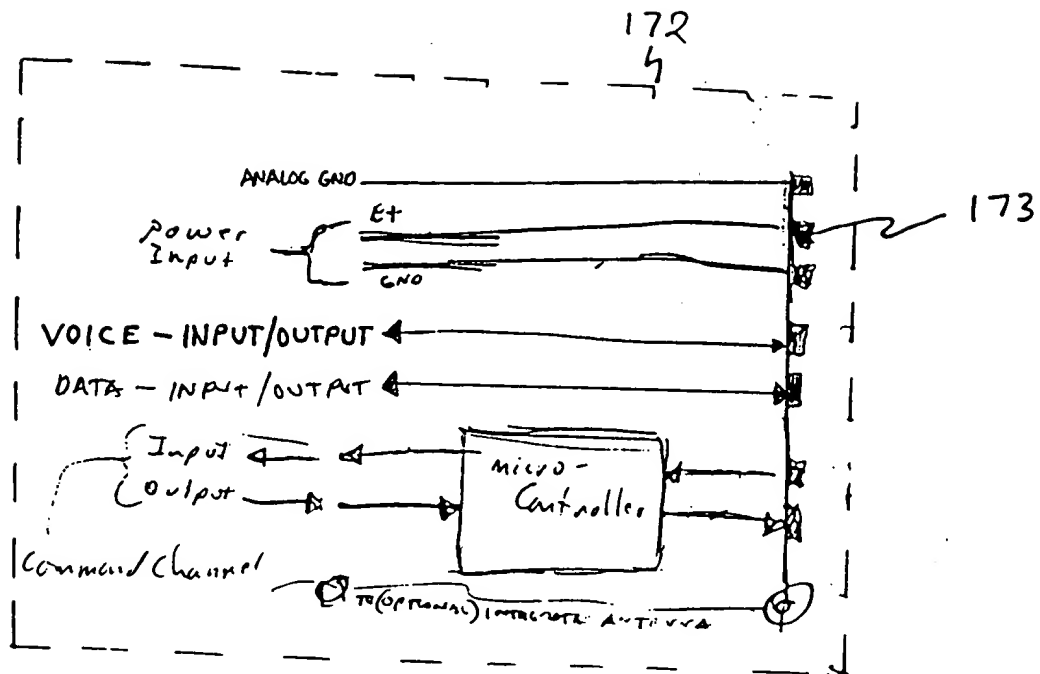 172
ANALOG GND
173
E+
Power
Input
GND
VOICE - INPUT/OUTPUT
DATA - INPUT/OUTPUT
Input
Output
micro-
Controller
Command Channel
TO (OPTIONAL) INTEGRATE ANTENNA